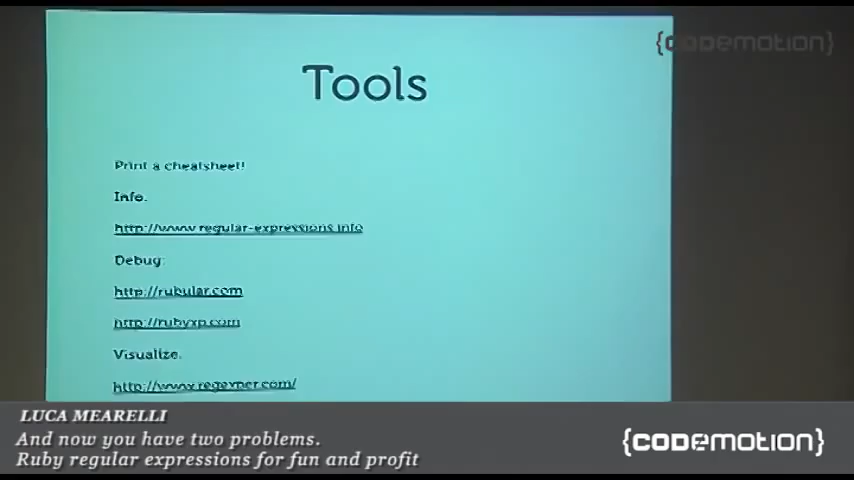 {CODEMOTION}
Tools
Print a cheatsheet!
Info:
http://www.regular-expressions.info
Debug:
http://rubular.com
http://rubyxp.com
Visualize:
http://www.regexper.com/
LUCA MEARELLI
And now you have two problems.
Ruby regular expressions for fun and profit
{CODEMOTION}